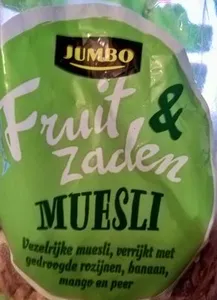 JUMBO
Fruit &
zaden
MUESLI
Vezelrijke muesli, verrijkt met
gedroogde rozijnen, banaan,
mango en peer